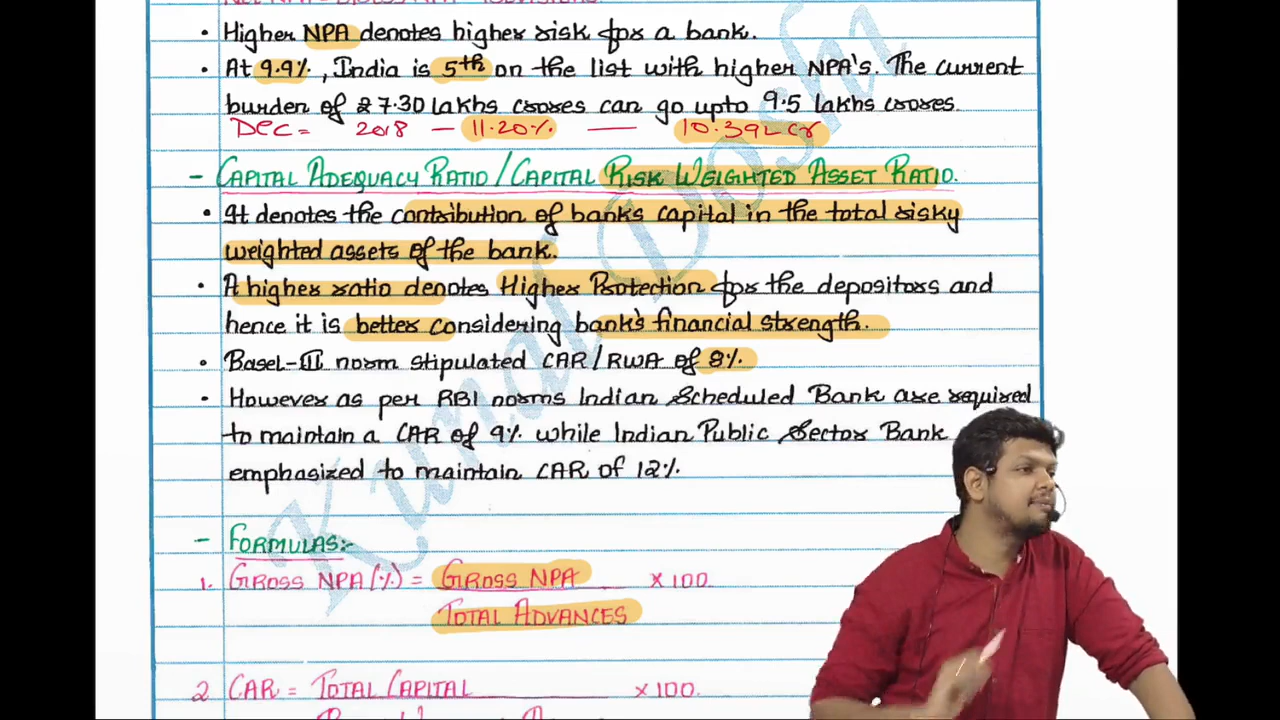 • Higher NPA denotes higher risk for a bank.
• At 9.9%, India is 5th on the list with higher NPA's. The current
burden of ₹7.30 lakhs crores can go upto 9.5 lakhs crores.
DEC = 2018 — 11.20% — 10.39L Cr
- CAPITAL ADEQUACY RATIO/CAPITAL RISK WEIGHTED ASSET RATIO.
• It denotes the contribution of banks capital in the total risky
weighted assets of the bank.
• A higher ratio denotes Higher Protection for the depositors and
hence it is better considering bank's financial strength.
• Basel-II norm stipulated CAR/RWA of 8%.
• However as per RBI norms Indian Scheduled Bank are required
to maintain a CAR of 9% while Indian Public Sector Bank
emphasized to maintain CAR of 12%.
- FORMULAS:-
1. GROSS NPA(%) = GROSS NPA X 100
TOTAL ADVANCES
2 CAR = TOTAL CAPITAL X 100.
Kunal Doshi